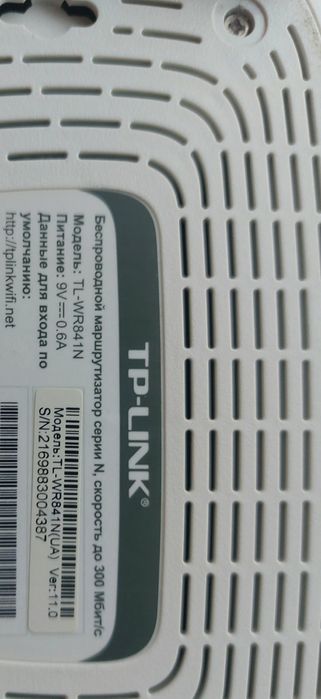 TP-LINK®
Беспроводной маршрутизатор серии N, скорость до 300 Мбит/с
Модель: TL-WR841N
Питание: 9V⎓0.6A
Данные для входа по
умолчанию:
http://tplinkwifi.net
Модель:TL-WR841N(UA) Ver:11.0
S/N:2169883004387